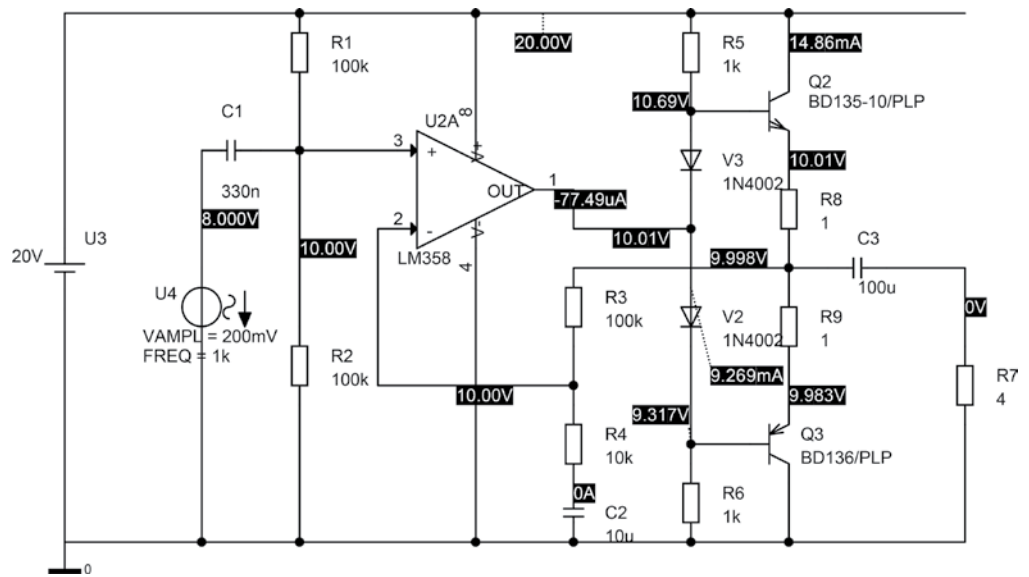 R1
100k
20.00V
R5
1k
14.86mA
Q2
BD135-10/PLP
C1
330n
U2A
8
V+
3
+
2
-
OUT
1
V-
4
LM358
10.69V
V3
1N4002
10.01V
R8
1
-77.49uA
10.01V
8.000V
10.00V
9.998V
C3
100u
0V
U3
20V
U4
VAMPL = 200mV
FREQ = 1k
R2
100k
R3
100k
V2
1N4002
R9
1
9.269mA
9.983V
10.00V
R7
4
9.317V
R4
10k
Q3
BD136/PLP
0A
C2
10u
R6
1k
0